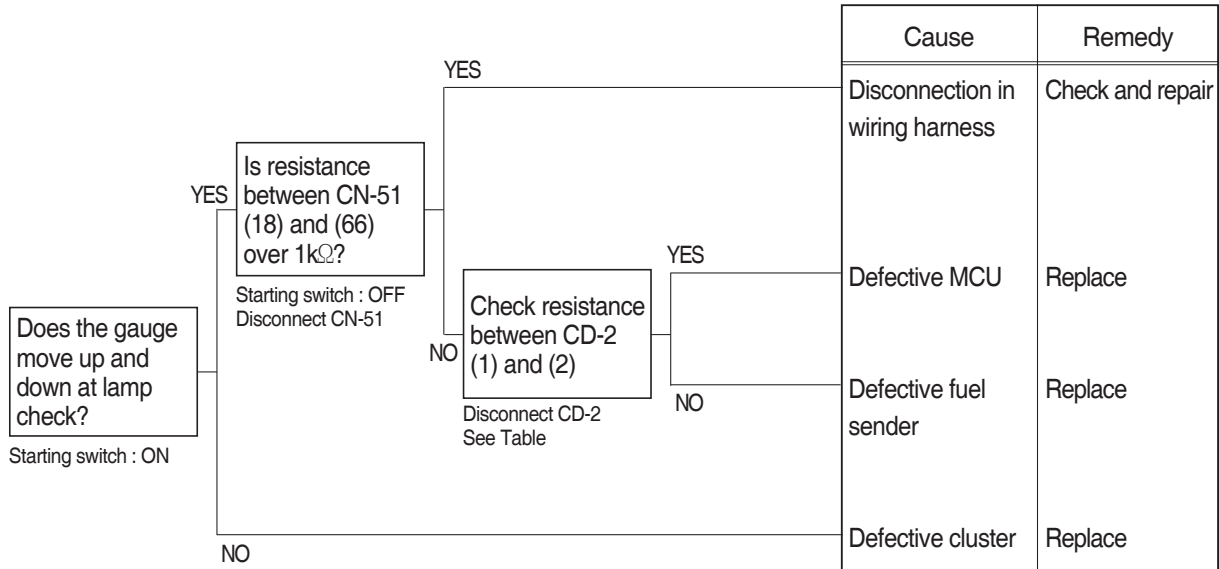 Cause
Remedy
YES
Disconnection in
wiring harness
Check and repair
YES
Is resistance
between CN-51
(18) and (66)
over 1kΩ?
Starting switch : OFF
Disconnect CN-51
YES
Defective MCU
Replace
NO
Check resistance
between CD-2
(1) and (2)
Disconnect CD-2
See Table
NO
Defective fuel
sender
Replace
Does the gauge
move up and
down at lamp
check?
Starting switch : ON
NO
Defective cluster
Replace